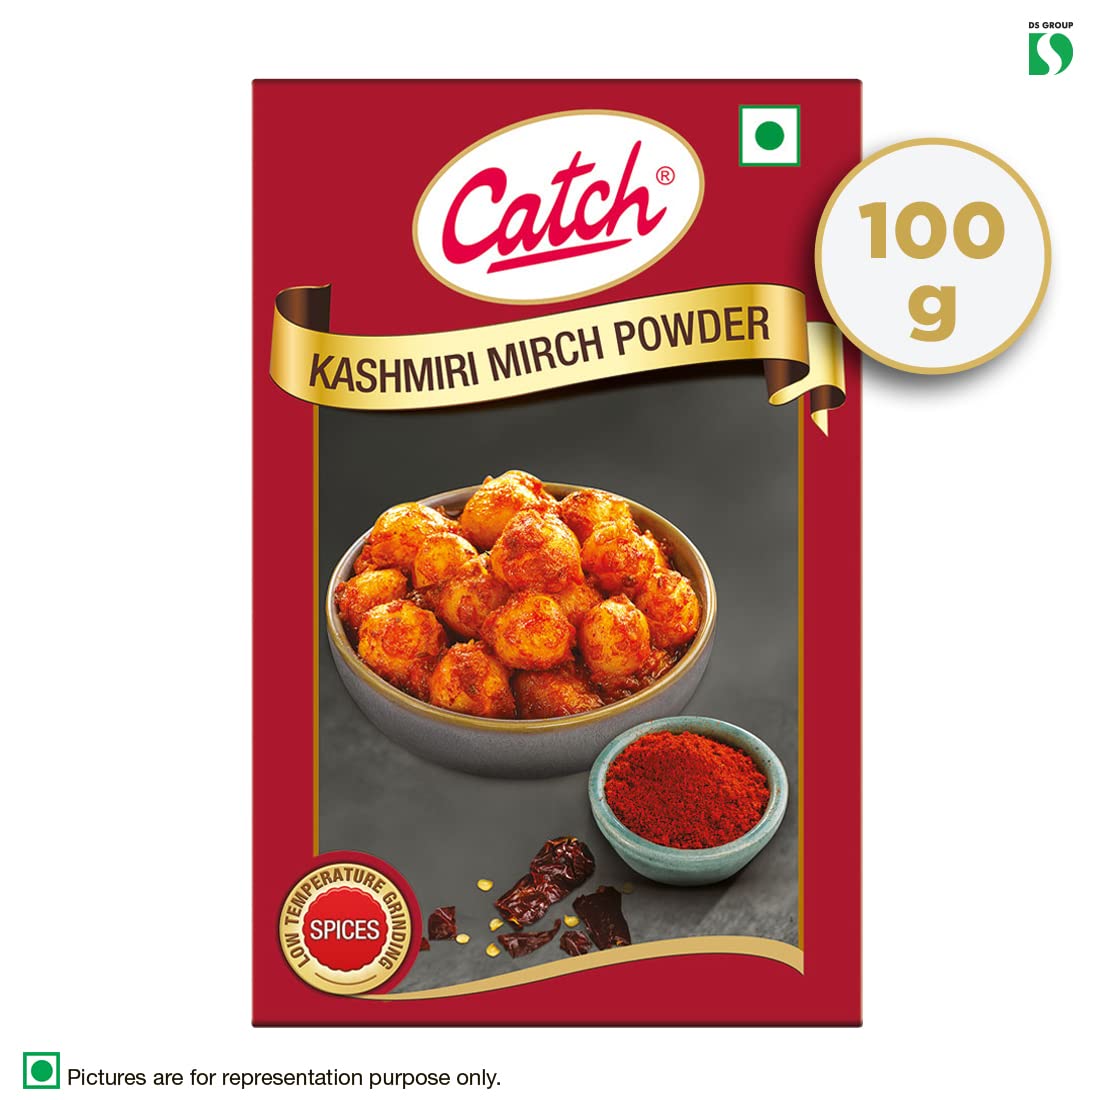 DS GROUP
Catch®
100
g
KASHMIRI MIRCH POWDER
LOW TEMPERATURE GRINDING
SPICES
Pictures are for representation purpose only.